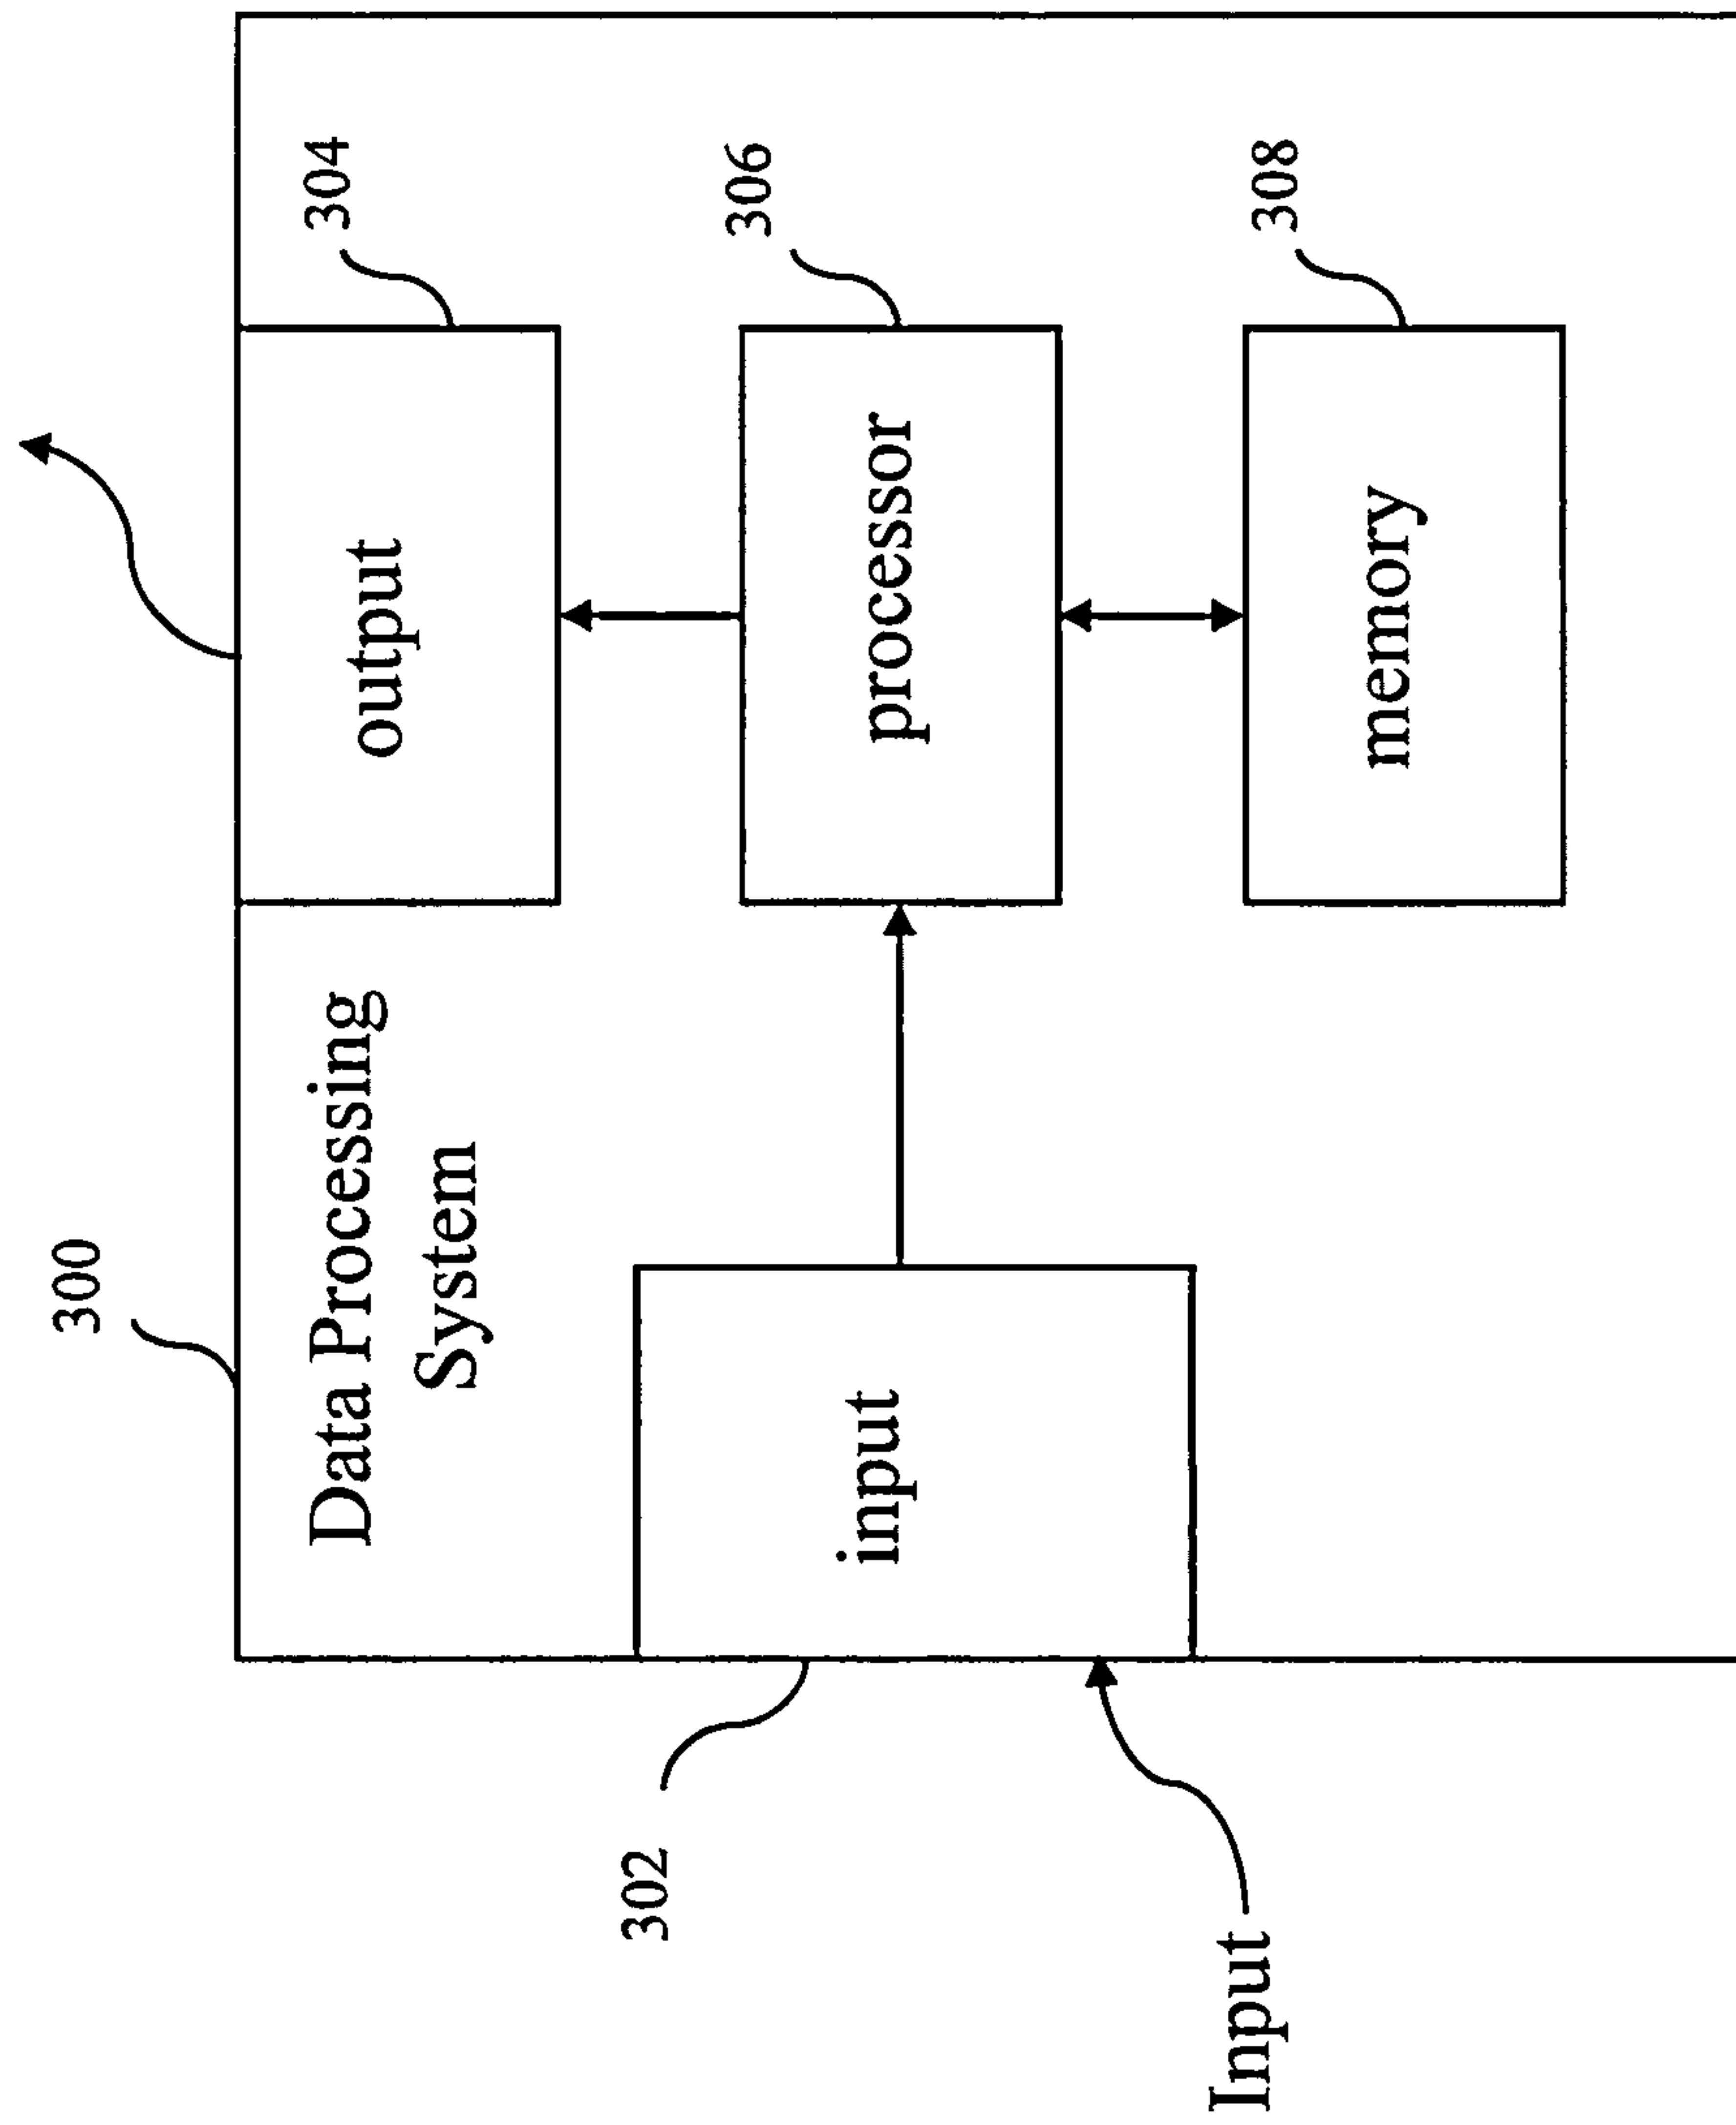 300
Data Processing
System
304
output
306
processor
308
memory
302
input
Input